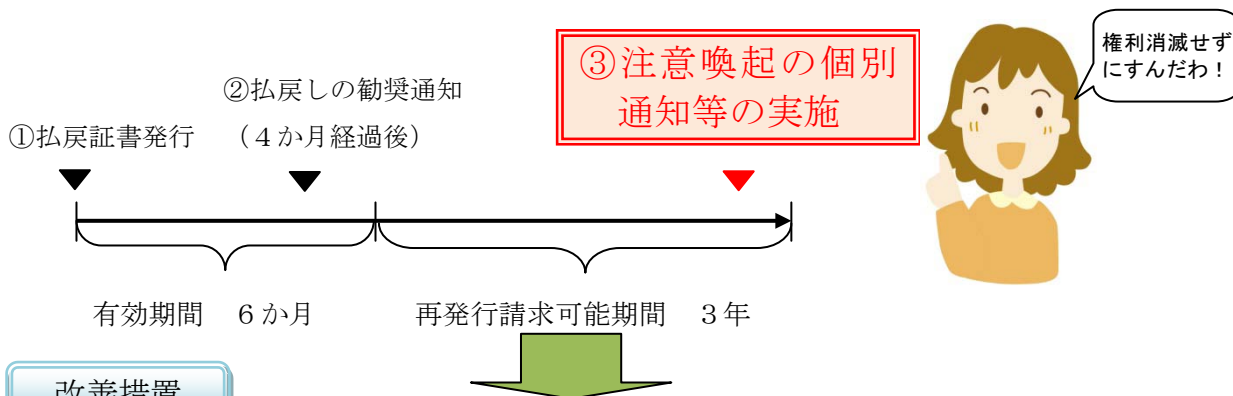 権利消滅せず
にすんだわ！
③注意喚起の個別
通知等の実施
②払戻しの勧奨通知
①払戻証書発行　（４か月経過後）
有効期間　６か月　再発行請求可能期間　３年
改善措置